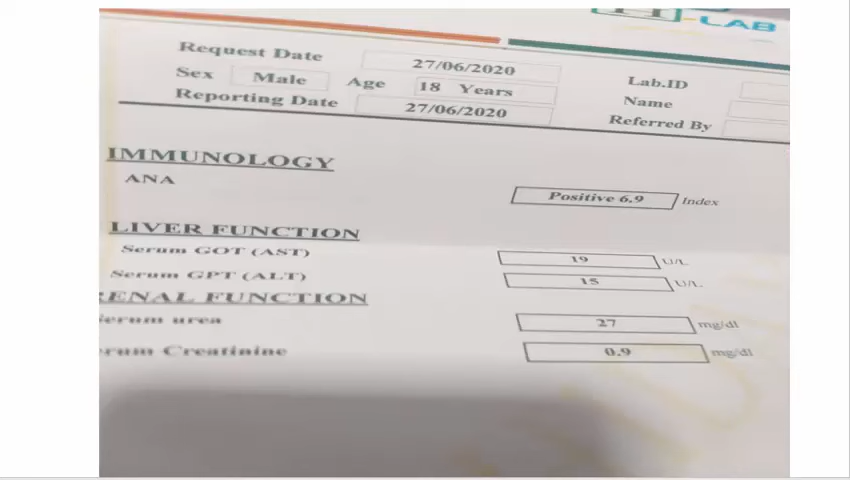 -LAB
Request Date 27/06/2020
Sex Male Age 18 Years
Reporting Date 27/06/2020
Lab.ID
Name
Referred By
IMMUNOLOGY
ANA Positive 6.9 Index
LIVER FUNCTION
Serum GOT (AST) 19 U/L
Serum GPT (ALT) 15 U/L
RENAL FUNCTION
Serum urea 27 mg/dl
rum Creatinine 0.9 mg/dl